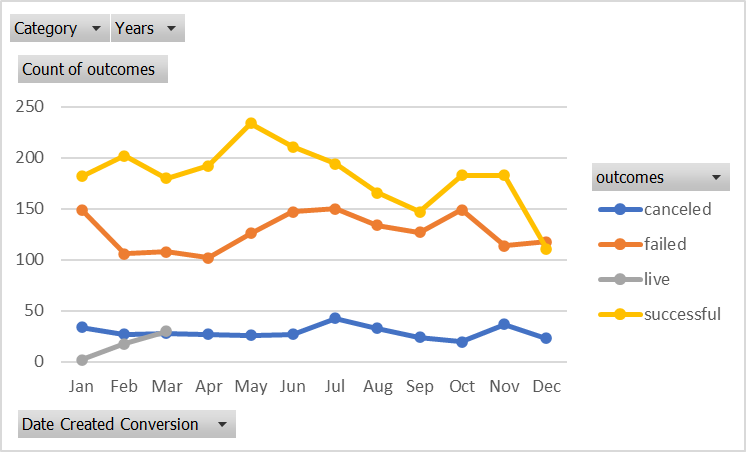 Category Years
Count of outcomes
250
200
150
100
50
0
Jan Feb Mar Apr May Jun Jul Aug Sep Oct Nov Dec
outcomes
canceled
failed
live
successful
Date Created Conversion